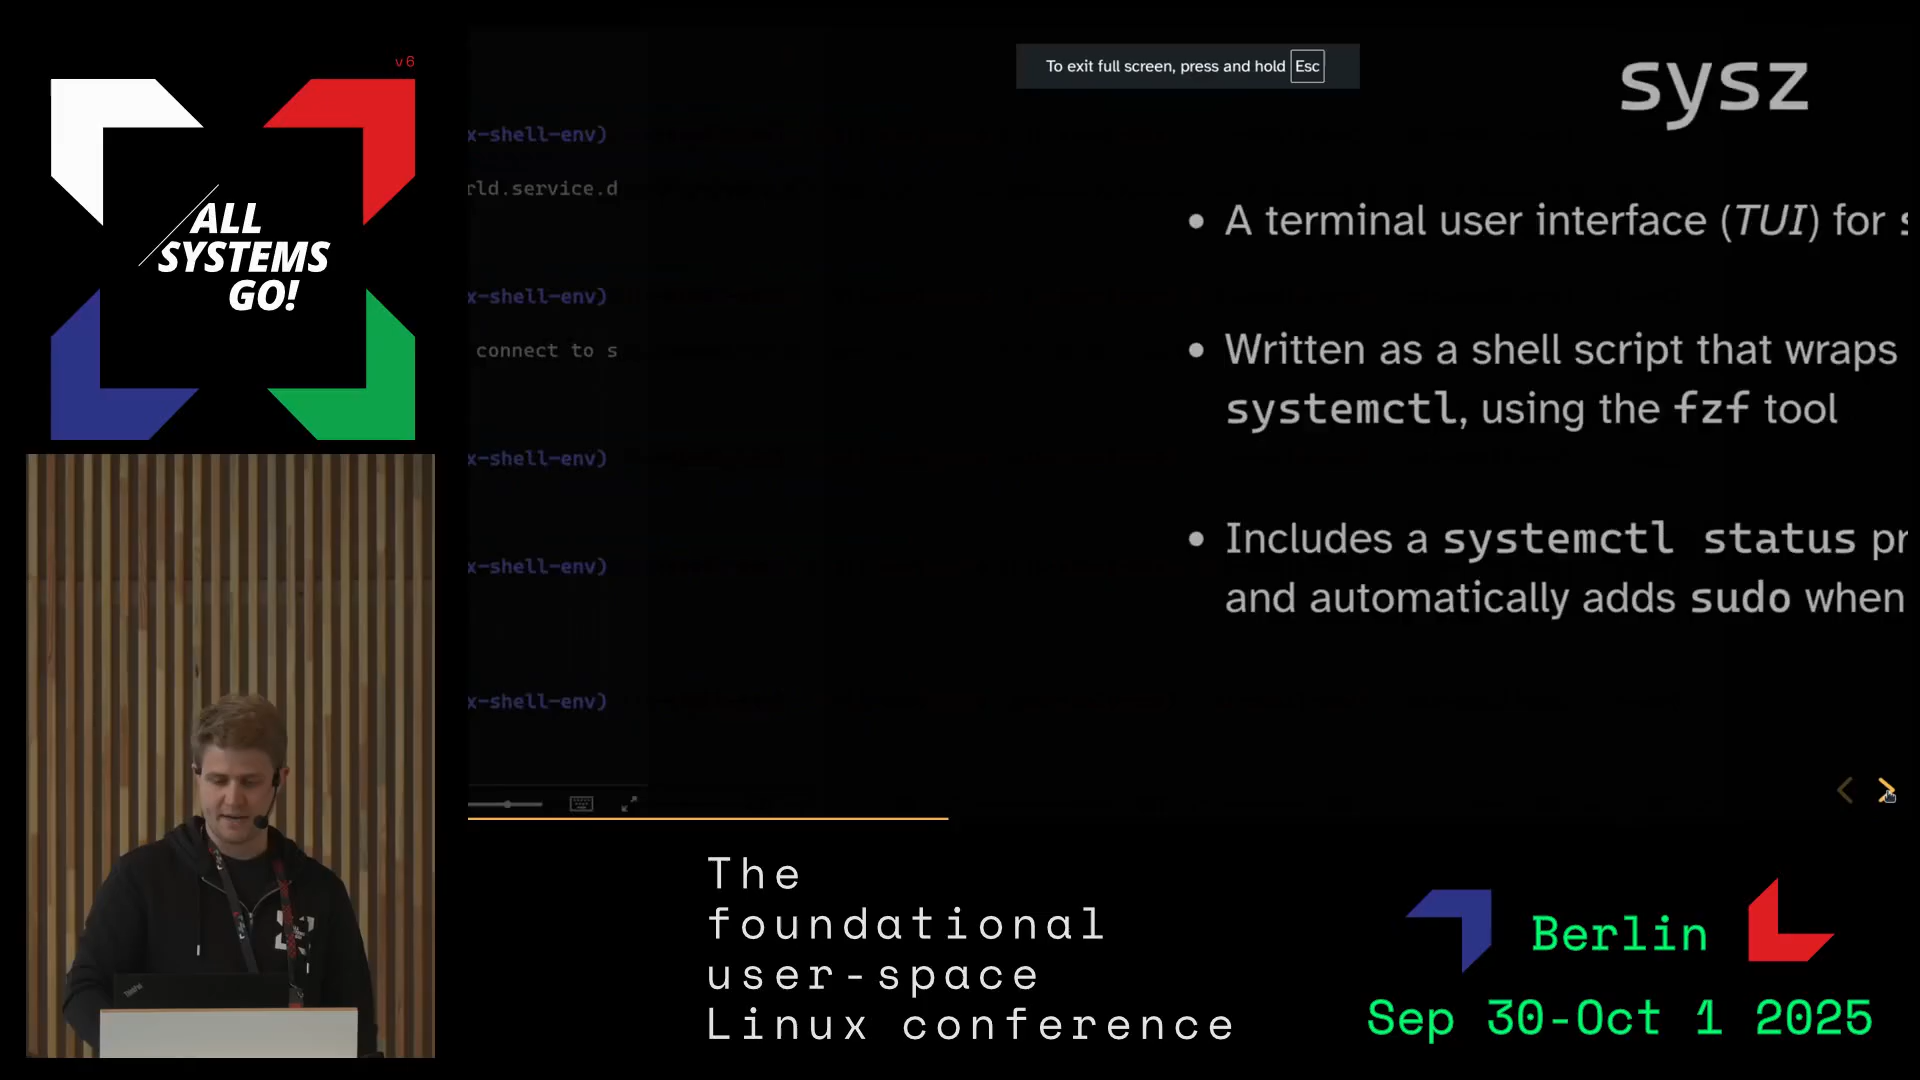 v6
ALL
SYSTEMS
GO!
To exit full screen, press and hold Esc
sysz
x-shell-env)
rld.service.d
x-shell-env)
connect to s
x-shell-env)
x-shell-env)
x-shell-env)
• A terminal user interface (TUI) for
• Written as a shell script that wraps
systemctl, using the fzf tool
• Includes a systemctl status pr
and automatically adds sudo when
ThinkPad
The
foundational
user-space
Linux conference
Berlin
Sep 30-Oct 1 2025